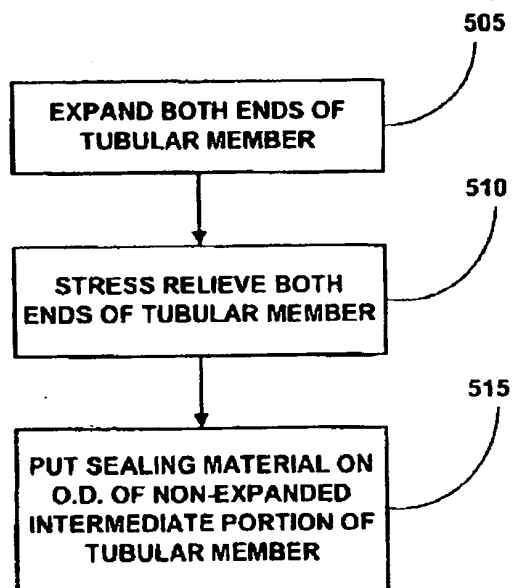 505
EXPAND BOTH ENDS OF
TUBULAR MEMBER
510
STRESS RELIEVE BOTH
ENDS OF TUBULAR MEMBER
515
PUT SEALING MATERIAL ON
O.D. OF NON-EXPANDED
INTERMEDIATE PORTION OF
TUBULAR MEMBER